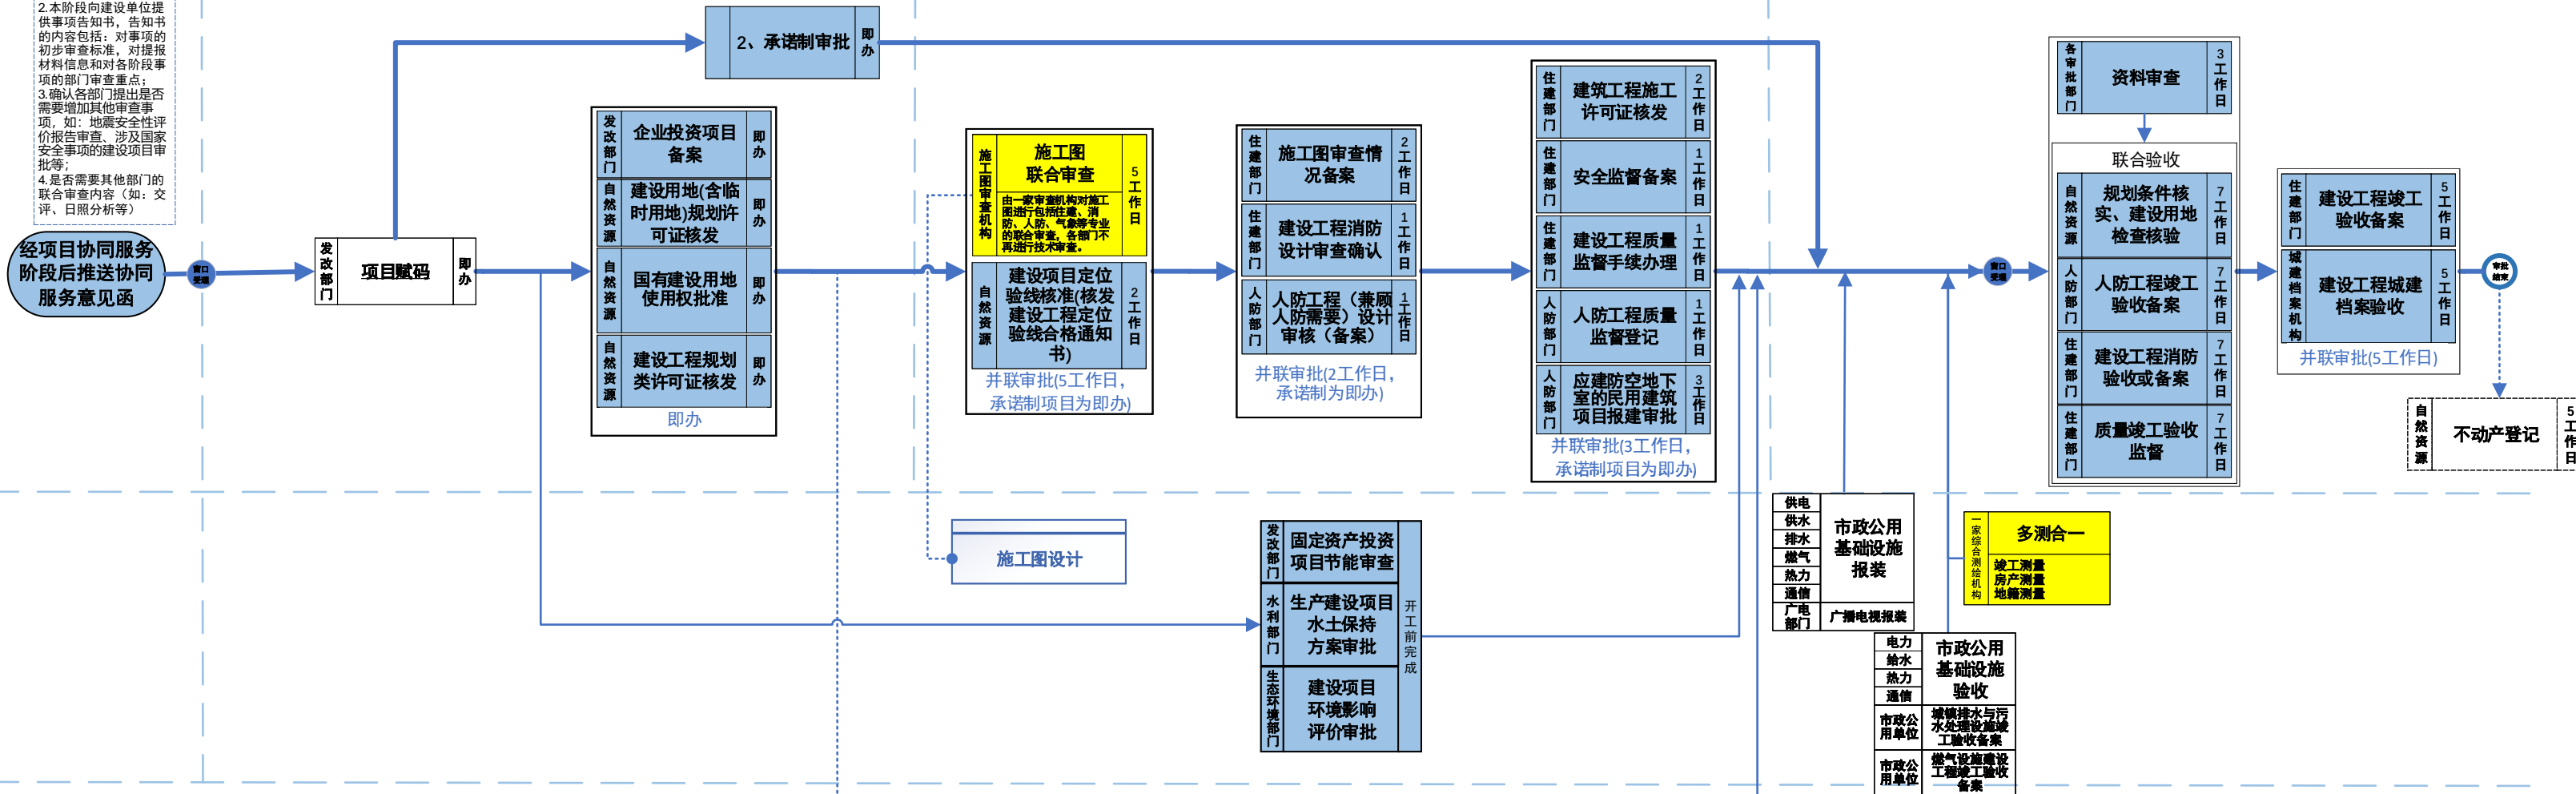 2.本阶段向建设单位提
供事项告知书，告知书
的内容包括：对事项的
初步审查标准，对提报
材料信息和对各阶段事
项的部门审查重点；
3.确认各部门提出是否
需要增加其他审查事
项，如：地震安全性评
价报告审查、涉及国家
安全事项的建设项目审
批等；
4.是否需要其他部门的
联合审查内容（如：交
评、日照分析等）
经项目协同服务
阶段后推送协同
服务意见函
窗口
受理
发改部门
项目赋码
即办
2、承诺制审批
即办
发改部门
企业投资项目
备案
即办
自然资源
建设用地(含临
时用地)规划许
可证核发
即办
自然资源
国有建设用地
使用权批准
即办
自然资源
建设工程规划
类许可证核发
即办
即办
施工图审查机构
施工图
联合审查
由一家审查机构对施工
图进行包括住建、消
防、人防、气象等专业
的联合审查，各部门不
再进行技术审查。
5工作日
自然资源
建设项目定位
验线核准(核发
建设工程定位
验线合格通知
书)
2工作日
并联审批(5工作日，
承诺制项目为即办)
住建部门
施工图审查情
况备案
2工作日
住建部门
建设工程消防
设计审查确认
1工作日
人防部门
人防工程（兼顾
人防需要）设计
审核（备案）
1工作日
并联审批(2工作日，
承诺制为即办)
住建部门
建筑工程施工
许可证核发
2工作日
住建部门
安全监督备案
1工作日
住建部门
建设工程质量
监督手续办理
1工作日
人防部门
人防工程质量
监督登记
1工作日
人防部门
应建防空地下
室的民用建筑
项目报建审批
3工作日
并联审批(3工作日，
承诺制项目为即办)
窗口
受理
各审批部门
资料审查
3工作日
联合验收
自然资源
规划条件核
实、建设用地
检查核验
7工作日
人防部门
人防工程竣工
验收备案
7工作日
住建部门
建设工程消防
验收或备案
7工作日
住建部门
质量竣工验收
监督
7工作日
住建部门
建设工程竣工
验收备案
5工作日
城建档案机构
建设工程城建
档案验收
5工作日
并联审批(5工作日)
审批
结束
自然资源
不动产登记
5工作日
施工图设计
发改部门
固定资产投资
项目节能审查
水利部门
生产建设项目
水土保持
方案审批
生态环境部门
建设项目
环境影响
评价审批
开工前完成
供电
供水
排水
燃气
热力
通信
市政公用
基础设施
报装
广电
部门
广播电视报装
一家综合测绘机构
多测合一
竣工测量
房产测量
地籍测量
电力
给水
热力
通信
市政公用
基础设施
验收
市政公
用单位
城镇排水与污
水处理设施竣
工验收备案
市政公
用单位
燃气设施建设
工程竣工验收
备案